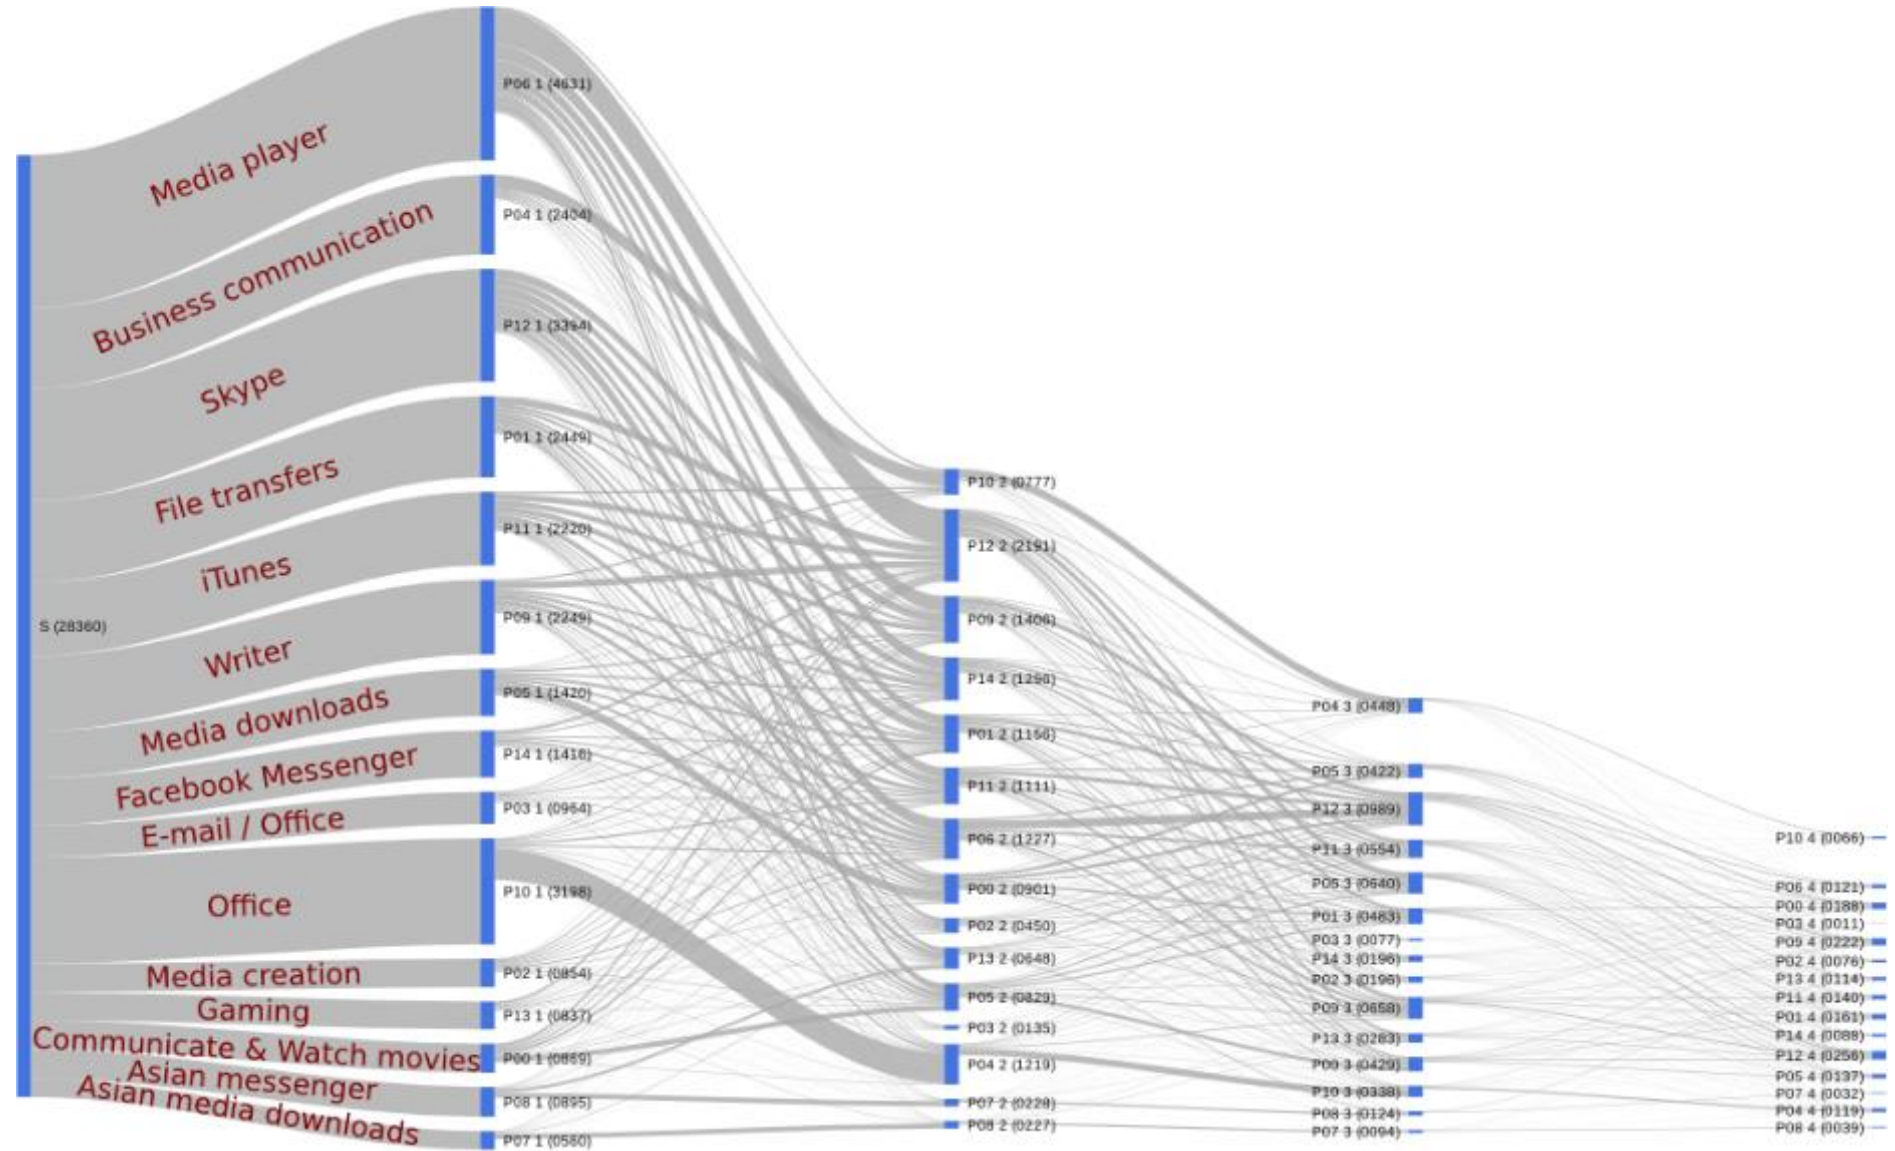 S (28360)
Media player
Business communication
Skype
File transfers
iTunes
Writer
Media downloads
Facebook Messenger
E-mail / Office
Office
Media creation
Gaming
Communicate & Watch movies
Asian messenger
Asian media downloads
P06 1 (4631)
P04 1 (2404)
P12 1 (3394)
P01 1 (2449)
P11 1 (2220)
P09 1 (2249)
P05 1 (1420)
P14 1 (1416)
P03 1 (0964)
P10 1 (3198)
P02 1 (0854)
P13 1 (0837)
P00 1 (0869)
P08 1 (0895)
P07 1 (0560)
P10 2 (0777)
P12 2 (2191)
P09 2 (1406)
P14 2 (1296)
P01 2 (1156)
P11 2 (1111)
P06 2 (1227)
P00 2 (0901)
P02 2 (0450)
P13 2 (0648)
P05 2 (0829)
P03 2 (0135)
P04 2 (1219)
P07 2 (0228)
P08 2 (0227)
P04 3 (0448)
P05 3 (0422)
P12 3 (0989)
P11 3 (0554)
3 (0640)
P01 3 (0483)
P03 3 (0077)
P14 3 (0196)
P02 3 (0196)
P09 3 (0658)
P13 3 (0283)
P00 3 (0429)
P10 3 (0338)
P08 3 (0124)
P07 3 (0094)
P10 4 (0066)
P06 4 (0121)
P00 4 (0188)
P03 4 (0011)
P09 4 (0222)
P02 4 (0076)
P13 4 (0114)
P11 4 (0140)
P01 4 (0161)
P14 4 (0088)
P12 4 (0256)
P05 4 (0137)
P07 4 (0032)
P04 4 (0119)
P08 4 (0039)